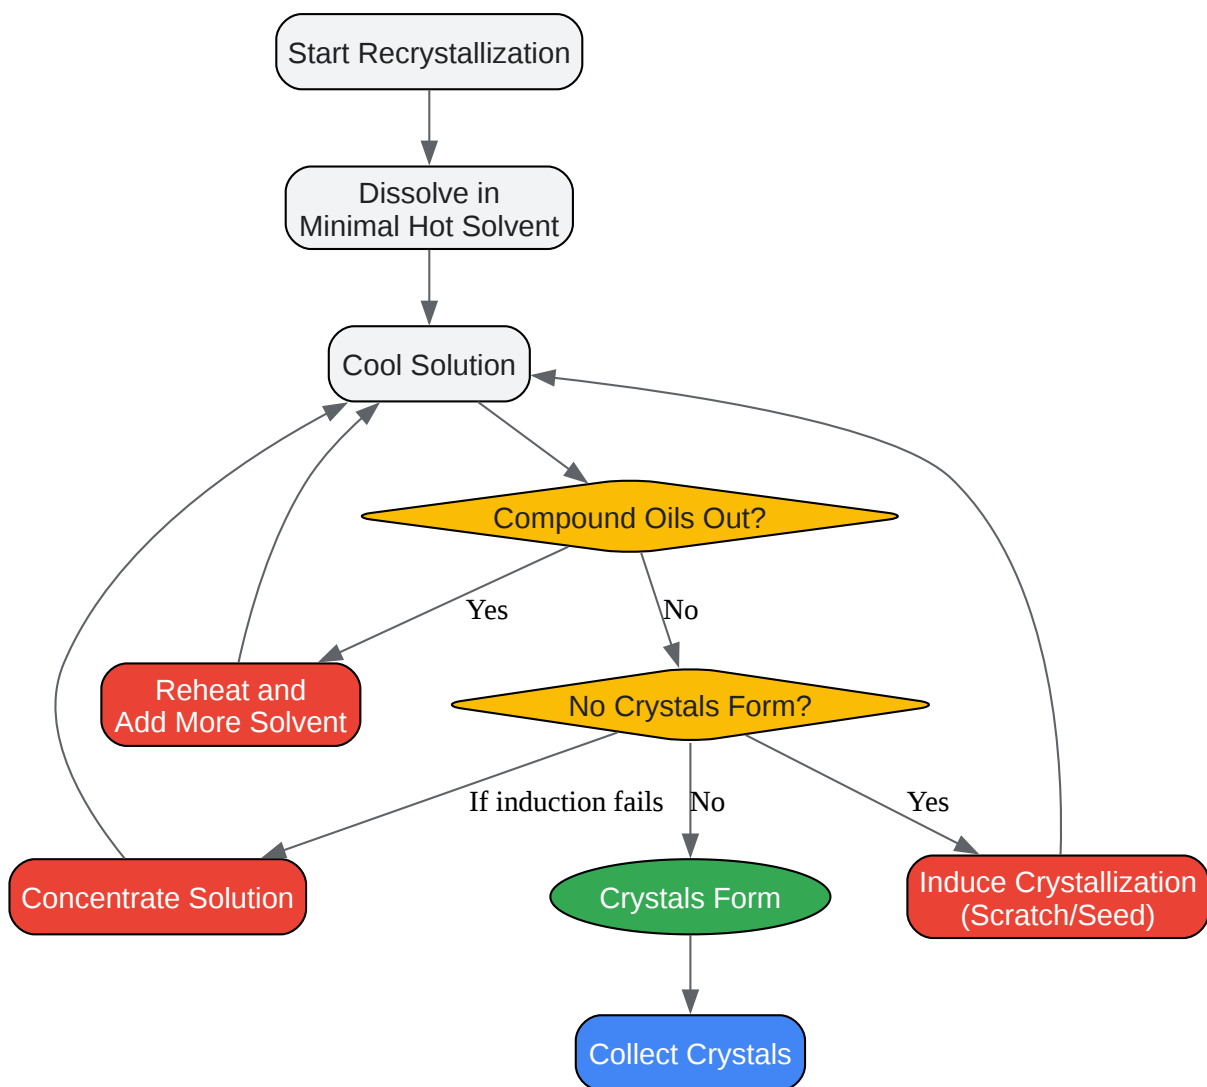 Start Recrystallization
Dissolve in
Minimal Hot Solvent
Cool Solution
Compound Oils Out?
Yes
No
Reheat and
Add More Solvent
No Crystals Form?
If induction fails
No
Yes
Concentrate Solution
Crystals Form
Induce Crystallization
(Scratch/Seed)
Collect Crystals